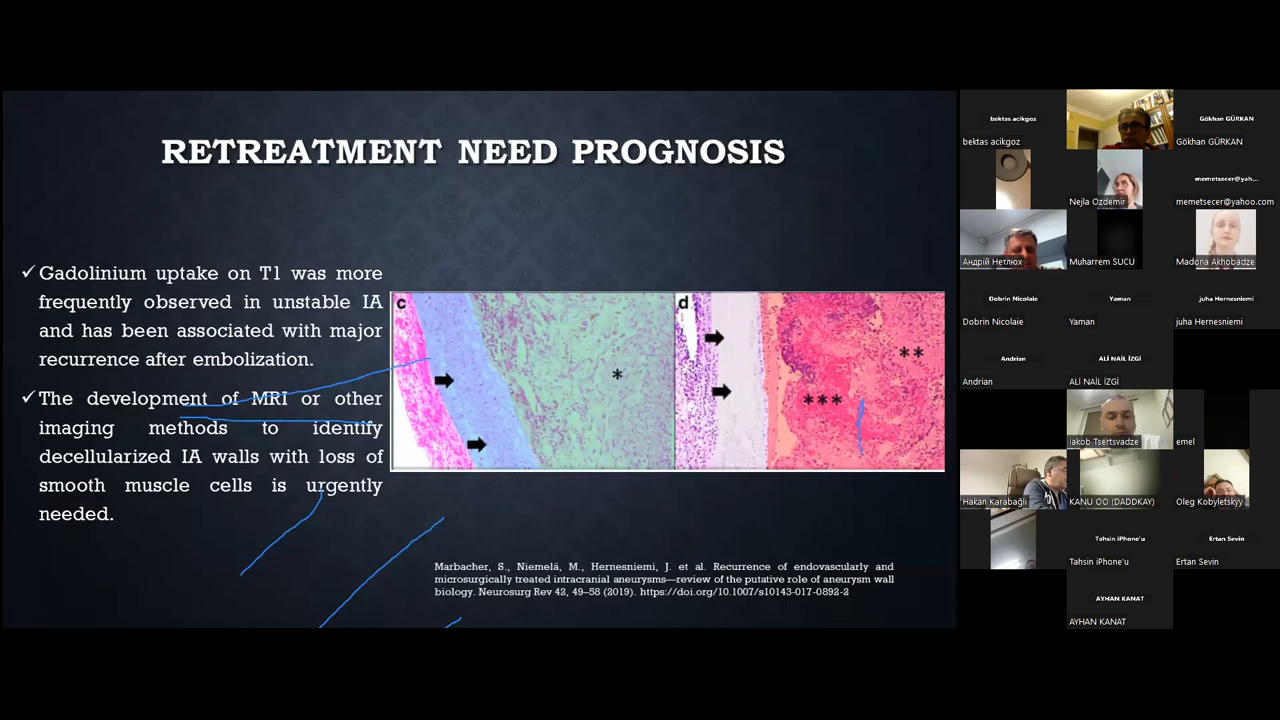 RETREATMENT NEED PROGNOSIS
✓ Gadolinium uptake on T1 was more
frequently observed in unstable IA
and has been associated with major
recurrence after embolization.
✓ The development of MRI or other
imaging methods to identify
decellularized IA walls with loss of
smooth muscle cells is urgently
needed.
c
*
d
**
***
Marbacher, S., Niemelä, M., Hernesniemi, J. et al. Recurrence of endovascularly and
microsurgically treated intracranial aneurysms—review of the putative role of aneurysm wall
biology. Neurosurg Rev 42, 49–58 (2019). https://doi.org/10.1007/s10143-017-0892-2
bektas acikgoz
bektas acikgoz
Gökhan GÜRKAN
Gökhan GÜRKAN
Nejla Ozdemir
memetsecer@yah...
memetsecer@yahoo.com
Андрій Нетлюх
Muharrem SUCU
Madona Akhobadze
Dobrin Nicolaie
Dobrin Nicolaie
Yaman
Yaman
juha Hernesniemi
juha Hernesniemi
Andrian
Andrian
ALİ NAİL İZGİ
ALİ NAİL İZGİ
Iakob Tsertsvadze
emel
Hakan Karabağlı
KANU OO (DADDKAY)
Oleg Kobyletskyy
Tahsin iPhone'u
Tahsin iPhone'u
Ertan Sevin
Ertan Sevin
AYHAN KANAT
AYHAN KANAT